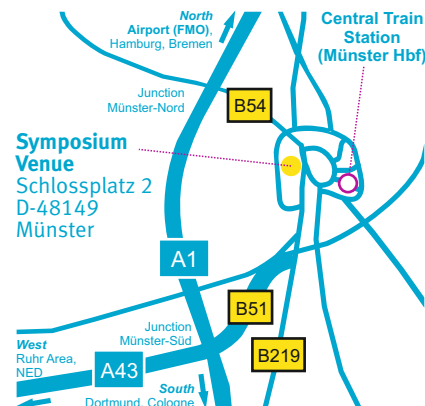 North
Airport (FMO),
Hamburg, Bremen
Central Train
Station
(Münster Hbf)
Junction
Münster-Nord
B54
Symposium
Venue
Schlossplatz 2
D-48149
Münster
A1
B51
Junction
Münster-Süd
West
Ruhr Area,
NED
A43
B219
South
Dortmund, Cologne